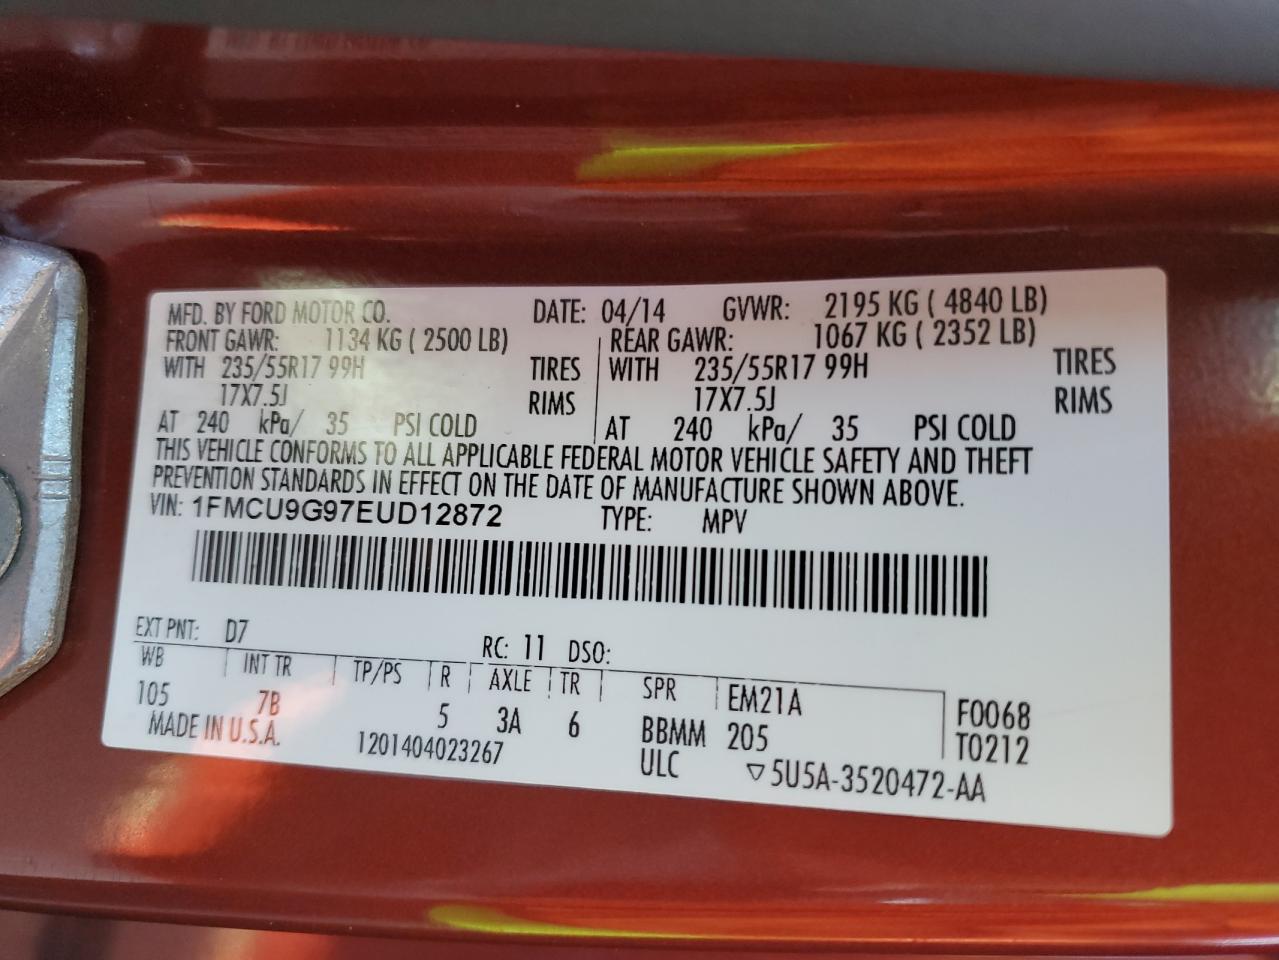 MFD. BY FORD MOTOR CO. DATE: 04/14 GVWR: 2195 KG ( 4840 LB)
FRONT GAWR: 1134 KG ( 2500 LB) REAR GAWR: 1067 KG ( 2352 LB)
WITH 235/55R17 99H TIRES WITH 235/55R17 99H TIRES
17X7.5J RIMS 17X7.5J RIMS
AT 240 kPa/ 35 PSI COLD AT 240 kPa/ 35 PSI COLD
THIS VEHICLE CONFORMS TO ALL APPLICABLE FEDERAL MOTOR VEHICLE SAFETY AND THEFT
PREVENTION STANDARDS IN EFFECT ON THE DATE OF MANUFACTURE SHOWN ABOVE.
VIN: 1FMCU9G97EUD12872 TYPE: MPV
EXT PNT: D7 RC: 11 DSO:
WB INT TR TP/PS R AXLE TR SPR EM21A F0068
105 7B 5 3A 6 BBMM 205 T0212
MADE IN U.S.A. 1201404023267 ULC ▽5U5A-3520472-AA